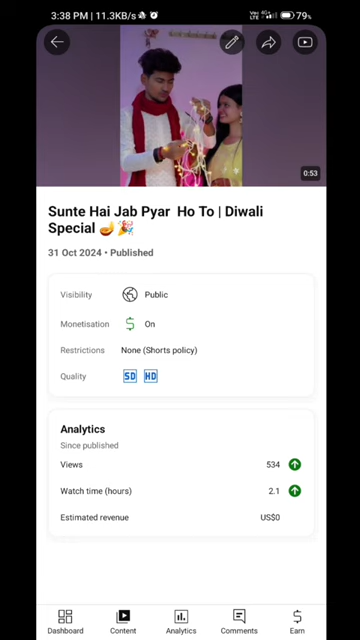 3:38 PM | 11.3KB/s
79%
0:53
Sunte Hai Jab Pyar Ho To | Diwali
Special 🪔🎉
31 Oct 2024 • Published
Visibility Public
Monetisation On
Restrictions None (Shorts policy)
Quality SD HD
Analytics
Since published
Views 534
Watch time (hours) 2.1
Estimated revenue US$0
Dashboard Content Analytics Comments Earn